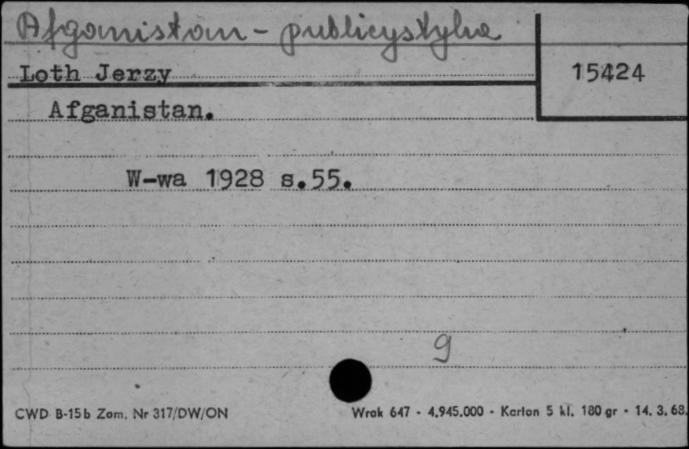 Afganistan - publicystyka
Loth Jerzy
15424
Afganistan.
W-wa 1928 s.55.
9
CWD B-15b Zam. Nr 317/DW/ON
Wrak 647 - 4.945.000 - Karton 5 kl. 180 gr - 14. 3. 68.